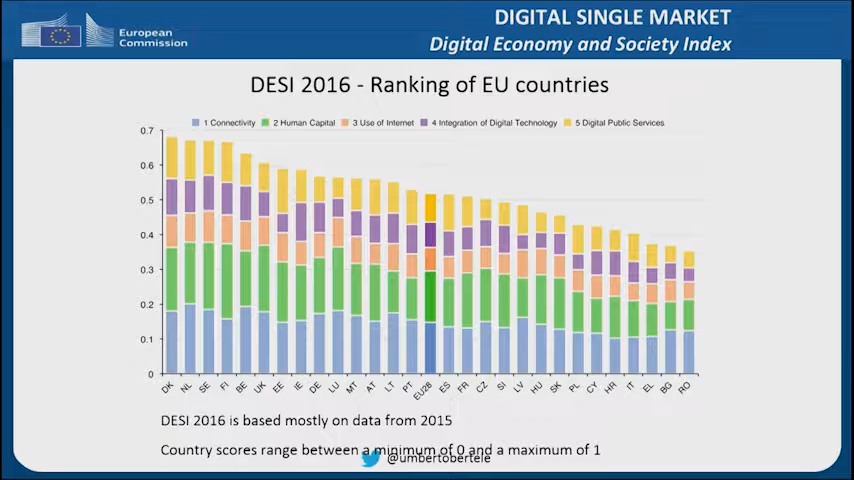 European
Commission
DIGITAL SINGLE MARKET
Digital Economy and Society Index
DESI 2016 - Ranking of EU countries
1 Connectivity 2 Human Capital 3 Use of Internet 4 Integration of Digital Technology 5 Digital Public Services
0.7
0.6
0.5
0.4
0.3
0.2
0.1
0
DK NL SE FI BE UK EE IE DE LU MT AT LT PT EU28 ES FR CZ SI LV HU SK PL CY HR IT EL BG RO
DESI 2016 is based mostly on data from 2015
Country scores range between a minimum of 0 and a maximum of 1
@umbertobertele